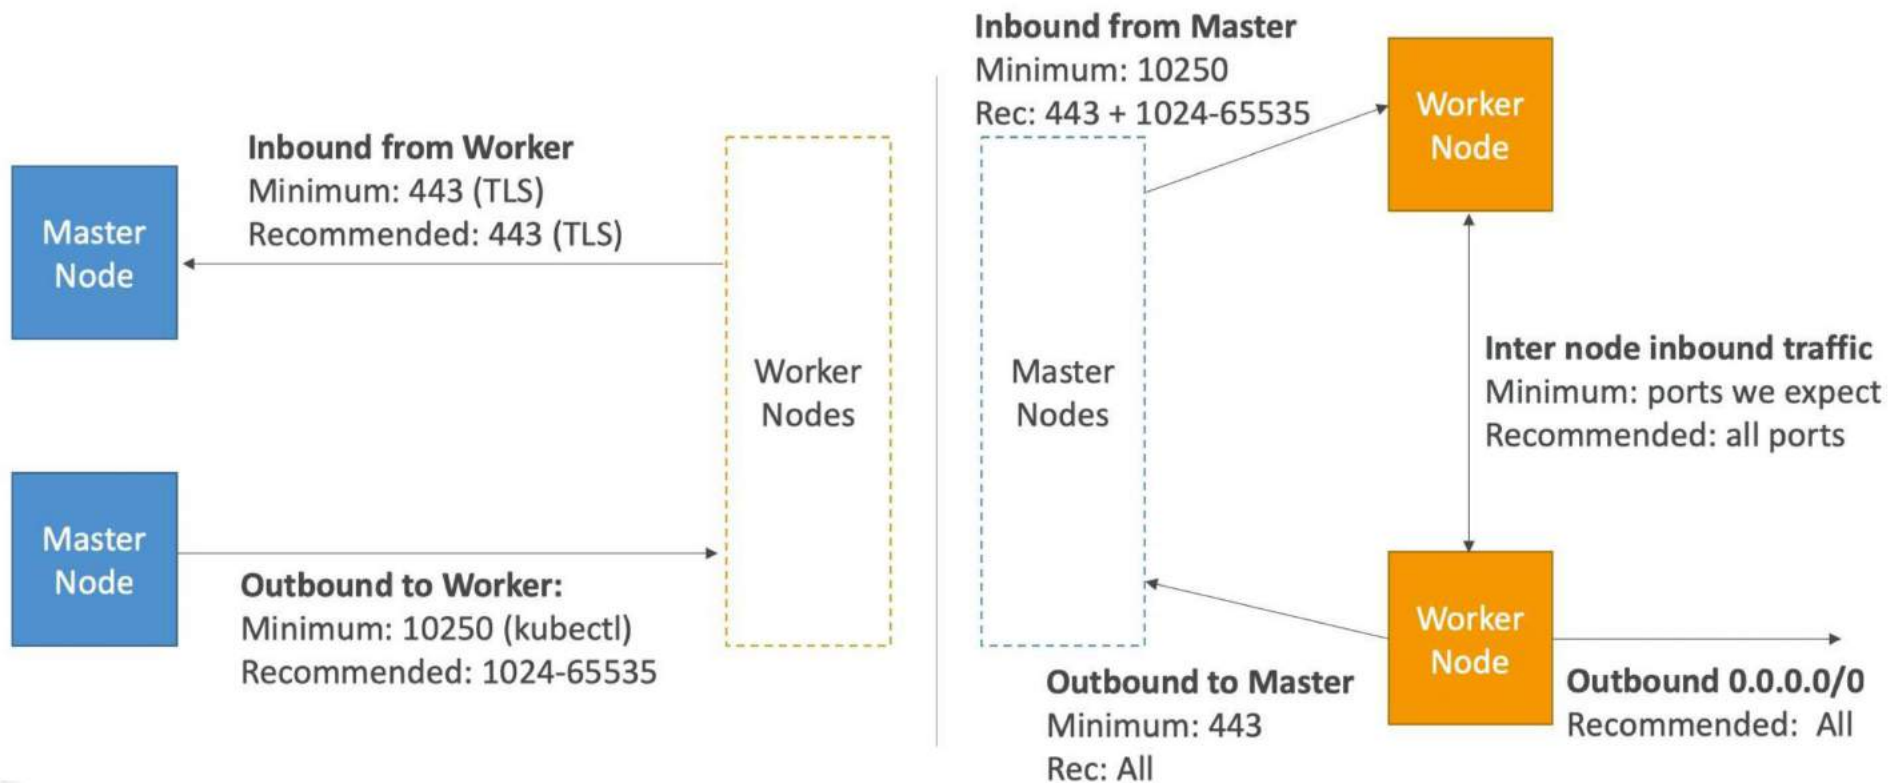 Inbound from Worker
Minimum: 443 (TLS)
Recommended: 443 (TLS)
Master
Node
Worker
Nodes
Master
Node
Outbound to Worker:
Minimum: 10250 (kubectl)
Recommended: 1024-65535
Inbound from Master
Minimum: 10250
Rec: 443 + 1024-65535
Worker
Node
Master
Nodes
Inter node inbound traffic
Minimum: ports we expect
Recommended: all ports
Worker
Node
Outbound to Master
Minimum: 443
Rec: All
Outbound 0.0.0.0/0
Recommended: All